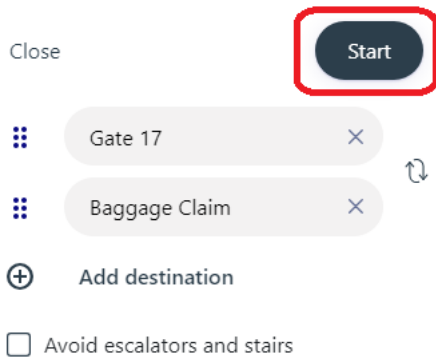 Close
Start
Gate 17
Baggage Claim
Add destination
Avoid escalators and stairs